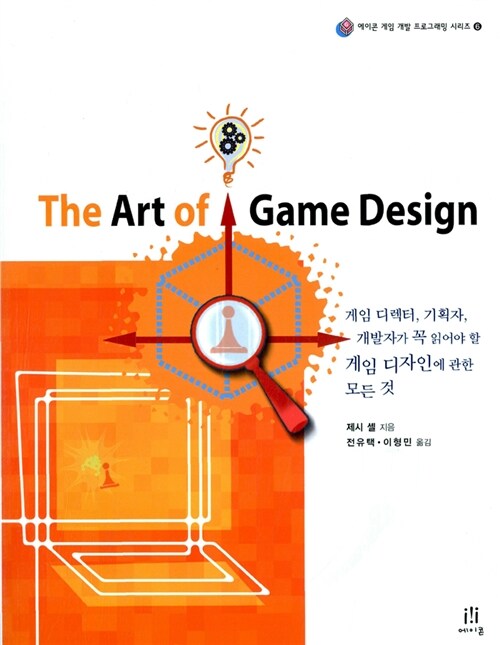 에이콘 게임 개발 프로그래밍 시리즈 6
The Art of Game Design
게임 디렉터, 기획자,
개발자가 꼭 읽어야 할
게임 디자인에 관한
모든 것
제시 셸 지음
전유택 • 이형민 옮김
에이콘